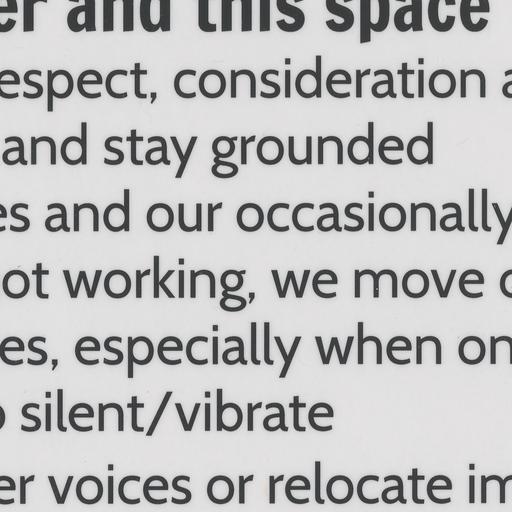 er and this space
espect, consideration a
and stay grounded
es and our occasionally
ot working, we move o
es, especially when on
o silent/vibrate
er voices or relocate im